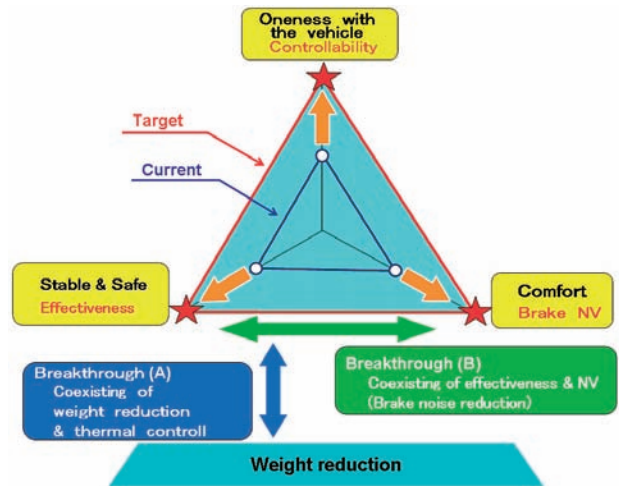 Oneness with
the vehicle
Controllability
Target
Current
Stable & Safe
Effectiveness
Comfort
Brake NV
Breakthrough (A)
Coexisting of
weight reduction
& thermal controll
Breakthrough (B)
Coexisting of effectiveness & NV
(Brake noise reduction)
Weight reduction